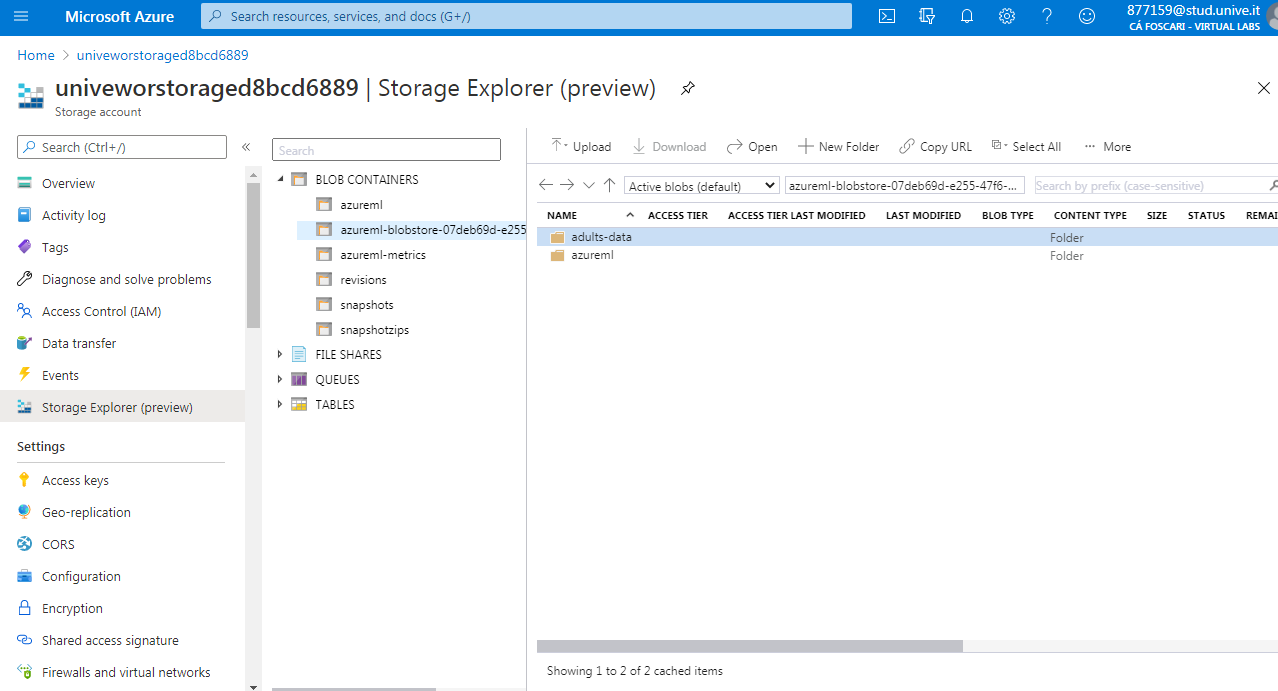 Microsoft Azure
Search resources, services, and docs (G+/)
877159@stud.unive.it
CÁ FOSCARI - VIRTUAL LABS
Home > univeworstoraged8bcd6889
univeworstoraged8bcd6889 | Storage Explorer (preview)
Storage account
Search (Ctrl+/)
«
Overview
Activity log
Tags
Diagnose and solve problems
Access Control (IAM)
Data transfer
Events
Storage Explorer (preview)
Settings
Access keys
Geo-replication
CORS
Configuration
Encryption
Shared access signature
Firewalls and virtual networks
Search
BLOB CONTAINERS
azureml
azureml-blobstore-07deb69d-e255
azureml-metrics
revisions
snapshots
snapshotzips
FILE SHARES
QUEUES
TABLES
Upload Download Open New Folder Copy URL Select All ··· More
Active blobs (default) azureml-blobstore-07deb69d-e255-47f6-... Search by prefix (case-sensitive)
NAME ACCESS TIER ACCESS TIER LAST MODIFIED LAST MODIFIED BLOB TYPE CONTENT TYPE SIZE STATUS REMAI
adults-data Folder
azureml Folder
Showing 1 to 2 of 2 cached items